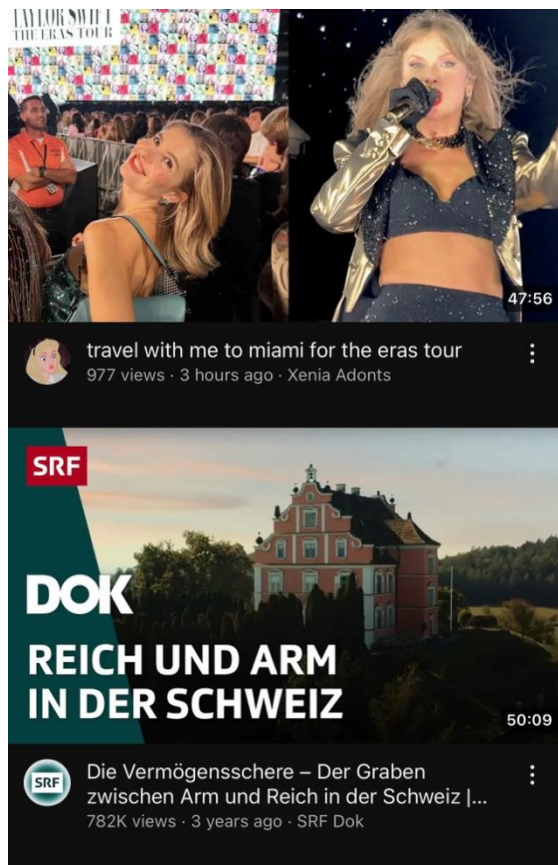 TAYLOR SWIFT
THE ERAS TOUR
47:56
travel with me to miami for the eras tour
977 views · 3 hours ago · Xenia Adonts
SRF
DOK
REICH UND ARM
IN DER SCHWEIZ
50:09
SRF
Die Vermögensschere – Der Graben
zwischen Arm und Reich in der Schweiz |...
782K views · 3 years ago · SRF Dok